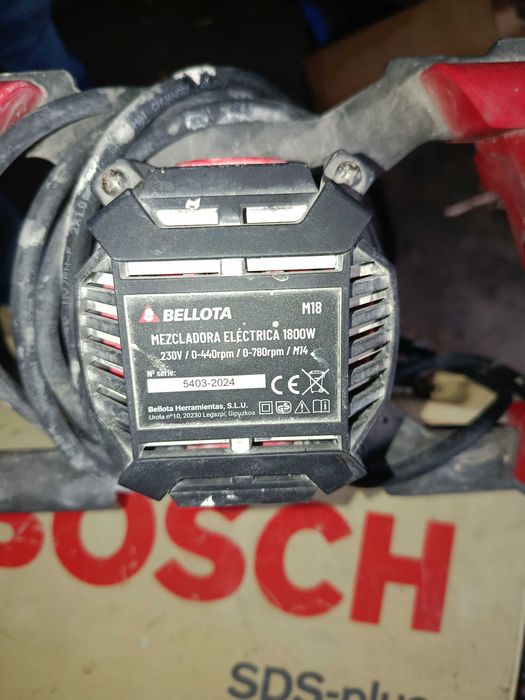 BELLOTA M18
MEZCLADORA ELÉCTRICA 1800W
230V / 0-440rpm / 0-780rpm / M14
Nº serie:
5403-2024
CE
Bellota Herramientas, S.L.U.
Urola nº10, 20230 Legazpi, Gipuzkoa
BOSCH
SDS-plus